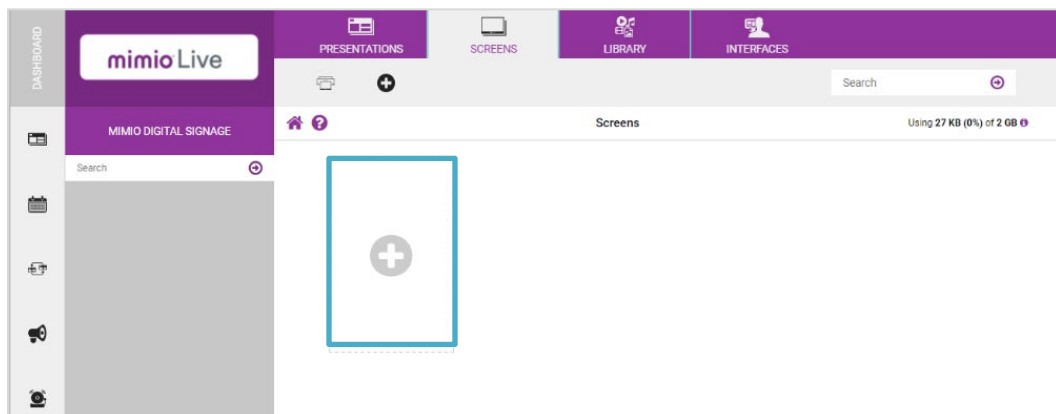 DASHBOARD
mimio Live
PRESENTATIONS
SCREENS
LIBRARY
INTERFACES
Search
MIMIO DIGITAL SIGNAGE
Screens
Using 27 KB (0%) of 2 GB
Search